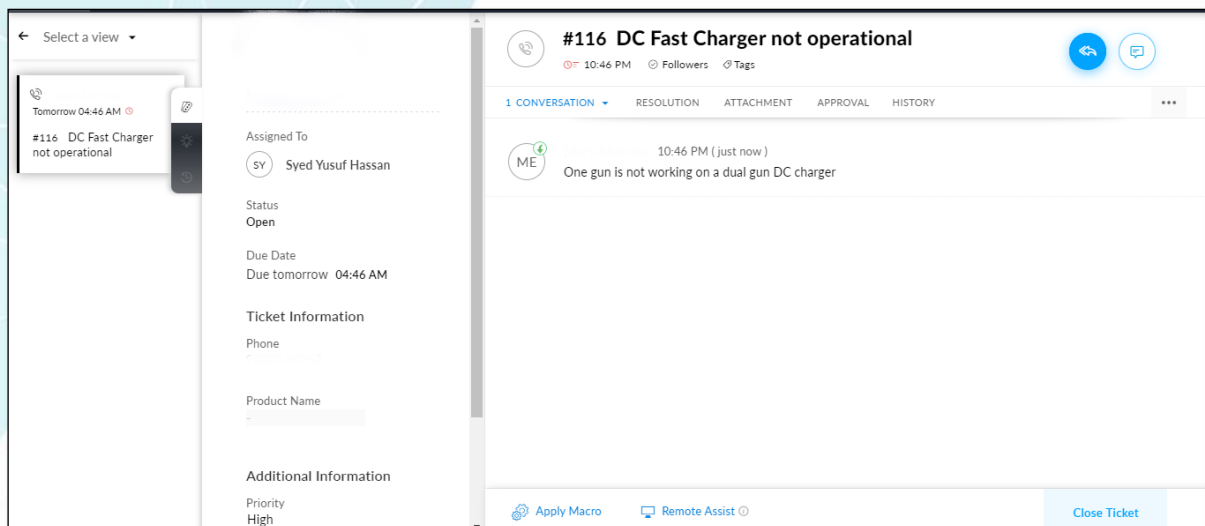 Select a view
Tomorrow 04:46 AM
#116 DC Fast Charger
not operational
Assigned To
SY Syed Yusuf Hassan
Status
Open
Due Date
Due tomorrow 04:46 AM
Ticket Information
Phone
Product Name
-
Additional Information
Priority
High
#116 DC Fast Charger not operational
10:46 PM Followers Tags
1 CONVERSATION RESOLUTION ATTACHMENT APPROVAL HISTORY
ME 10:46 PM ( just now )
One gun is not working on a dual gun DC charger
Apply Macro Remote Assist Close Ticket